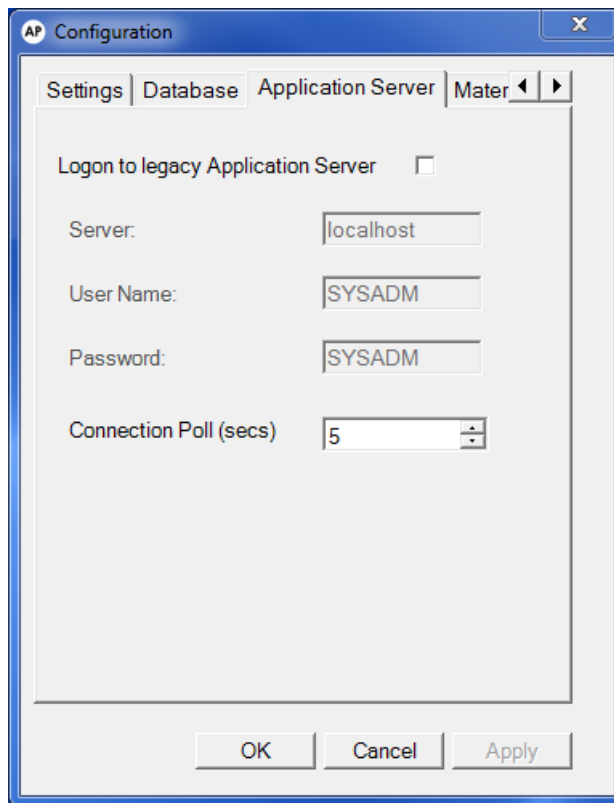 AP Configuration X
Settings Database Application Server Mater
Logon to legacy Application Server
Server: localhost
User Name: SYSADM
Password: SYSADM
Connection Poll (secs) 5
OK Cancel Apply